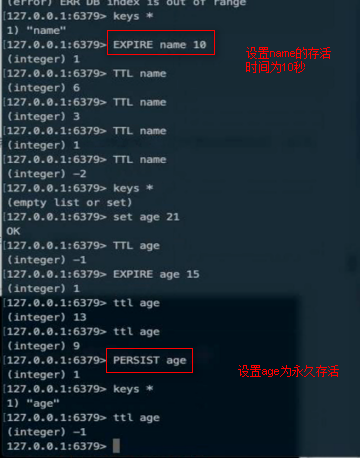 (error) ERR DB index is out of range
[127.0.0.1:6379> keys *
1) "name"
[127.0.0.1:6379> EXPIRE name 10
(integer) 1
设置name的存活
时间为10秒
[127.0.0.1:6379> TTL name
(integer) 6
[127.0.0.1:6379> TTL name
(integer) 3
[127.0.0.1:6379> TTL name
(integer) 1
[127.0.0.1:6379> TTL name
(integer) -2
[127.0.0.1:6379> keys *
(empty list or set)
[127.0.0.1:6379> set age 21
OK
[127.0.0.1:6379> TTL age
(integer) -1
[127.0.0.1:6379> EXPIRE age 15
(integer) 1
[127.0.0.1:6379> ttl age
(integer) 13
[127.0.0.1:6379> ttl age
(integer) 9
[127.0.0.1:6379> PERSIST age
(integer) 1
设置age为永久存活
[127.0.0.1:6379> keys *
1) "age"
[127.0.0.1:6379> ttl age
(integer) -1
127.0.0.1:6379>